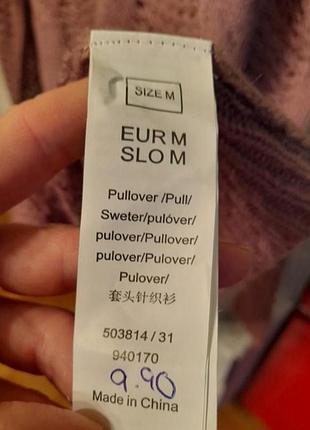 SIZE M
EUR M
SLO M
Pullover /Pull/
Sweter/pulóver/
pulover/Pullover/
pulover/Pulover/
Pulover/
套头针织衫
503814 / 31
940170
9.90
Made in China